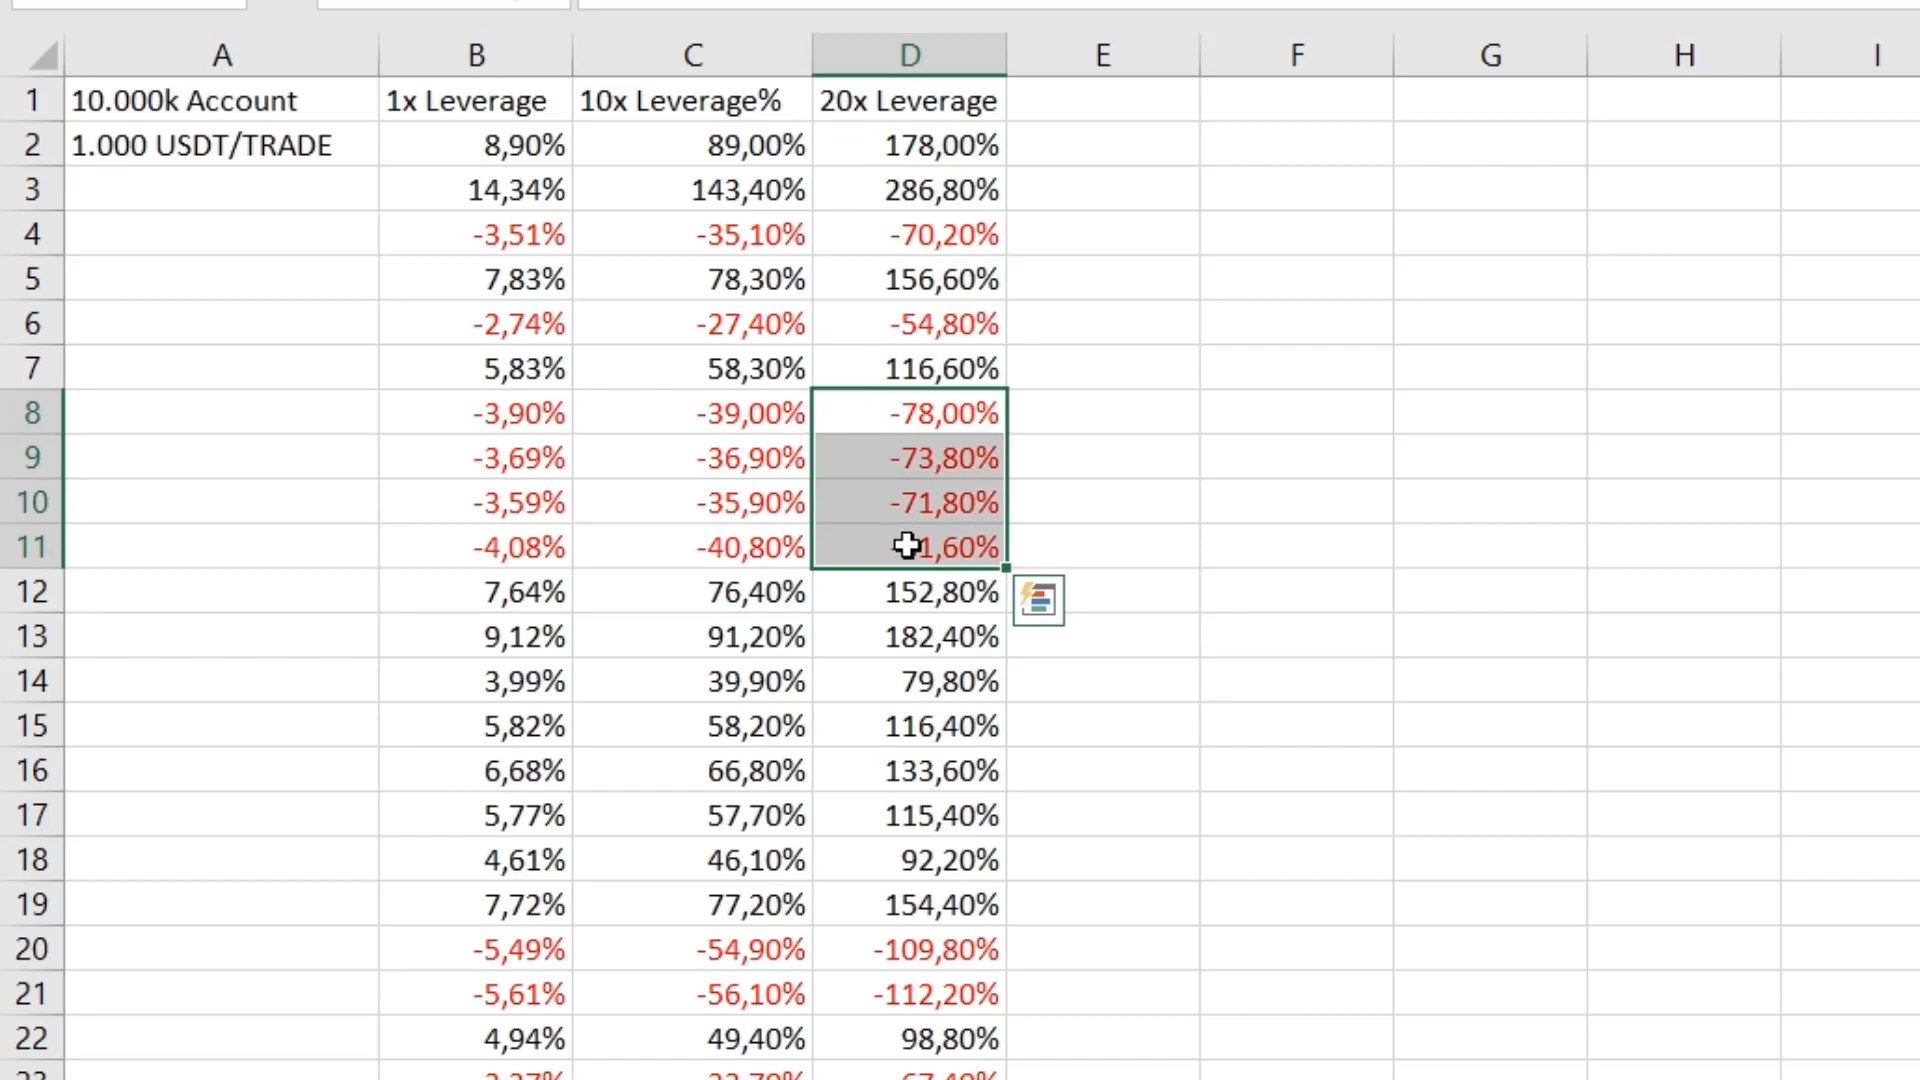 A B C D E F G H I
1 10.000k Account 1x Leverage 10x Leverage% 20x Leverage
2 1.000 USDT/TRADE 8,90% 89,00% 178,00%
3 14,34% 143,40% 286,80%
4 -3,51% -35,10% -70,20%
5 7,83% 78,30% 156,60%
6 -2,74% -27,40% -54,80%
7 5,83% 58,30% 116,60%
8 -3,90% -39,00% -78,00%
9 -3,69% -36,90% -73,80%
10 -3,59% -35,90% -71,80%
11 -4,08% -40,80%
12 7,64% 76,40% 152,80%
13 9,12% 91,20% 182,40%
14 3,99% 39,90% 79,80%
15 5,82% 58,20% 116,40%
16 6,68% 66,80% 133,60%
17 5,77% 57,70% 115,40%
18 4,61% 46,10% 92,20%
19 7,72% 77,20% 154,40%
20 -5,49% -54,90% -109,80%
21 -5,61% -56,10% -112,20%
22 4,94% 49,40% 98,80%